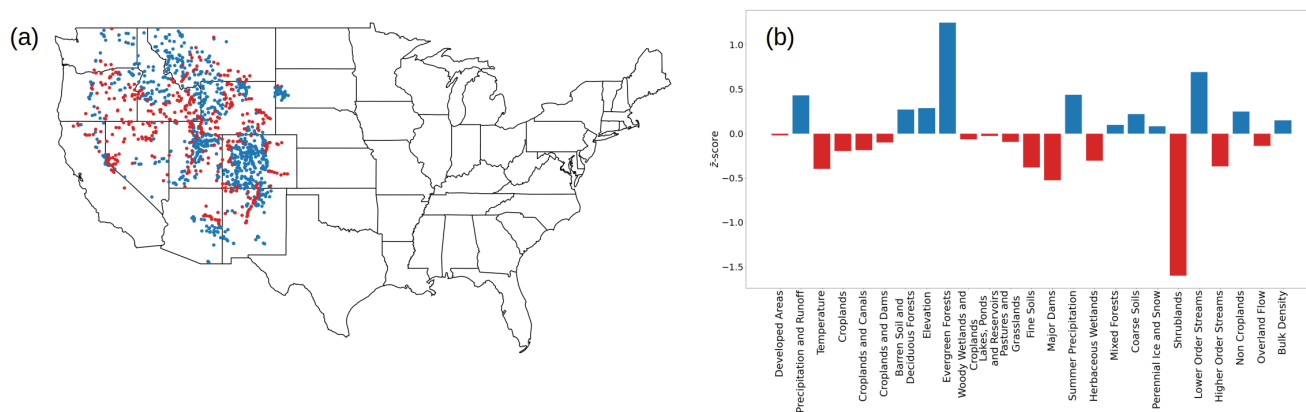 (a)
(b)
1.0
0.5
0.0
−0.5
−1.0
−1.5
z̄-score
Developed Areas
Precipitation and Runoff
Temperature
Croplands
Croplands and Canals
Croplands and Dams
Barren Soil and
Deciduous Forests
Elevation
Evergreen Forests
Woody Wetlands and
Croplands
Lakes, Ponds
and Reservoirs
Pastures and
Grasslands
Fine Soils
Major Dams
Summer Precipitation
Herbaceous Wetlands
Mixed Forests
Coarse Soils
Perennial Ice and Snow
Shrublands
Lower Order Streams
Higher Order Streams
Non Croplands
Overland Flow
Bulk Density